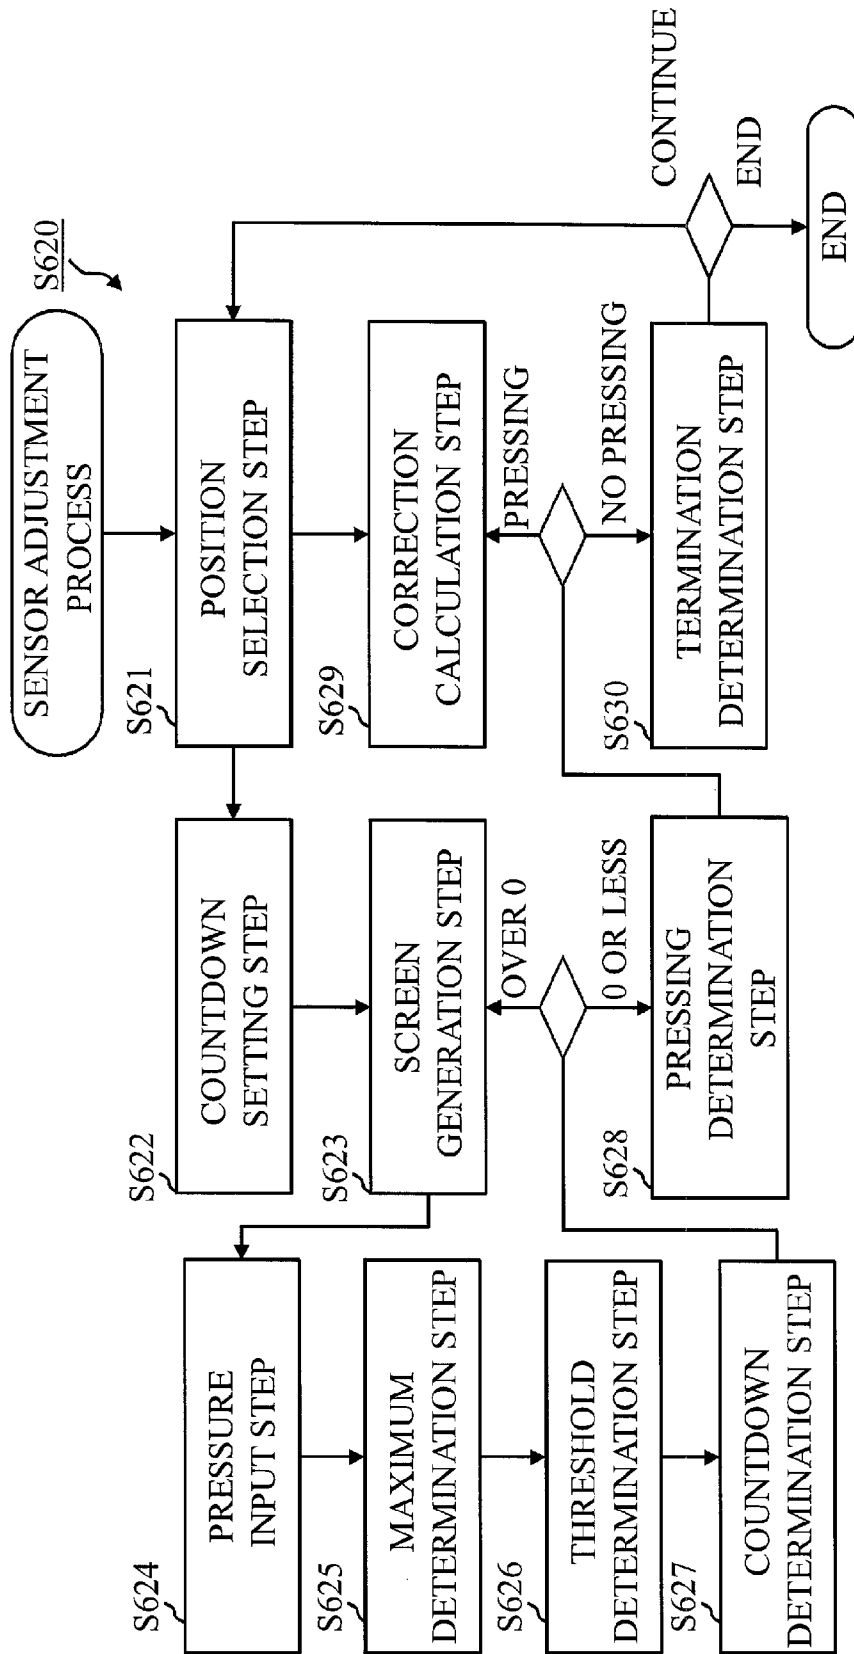 S620
SENSOR ADJUSTMENT
PROCESS
S621
POSITION
SELECTION STEP
S622
COUNTDOWN
SETTING STEP
S623
SCREEN
GENERATION STEP
S624
PRESSURE
INPUT STEP
S625
MAXIMUM
DETERMINATION STEP
S626
THRESHOLD
DETERMINATION STEP
S627
COUNTDOWN
DETERMINATION STEP
OVER 0
0 OR LESS
S628
PRESSING
DETERMINATION
STEP
PRESSING
NO PRESSING
S629
CORRECTION
CALCULATION STEP
S630
TERMINATION
DETERMINATION STEP
CONTINUE
END
END